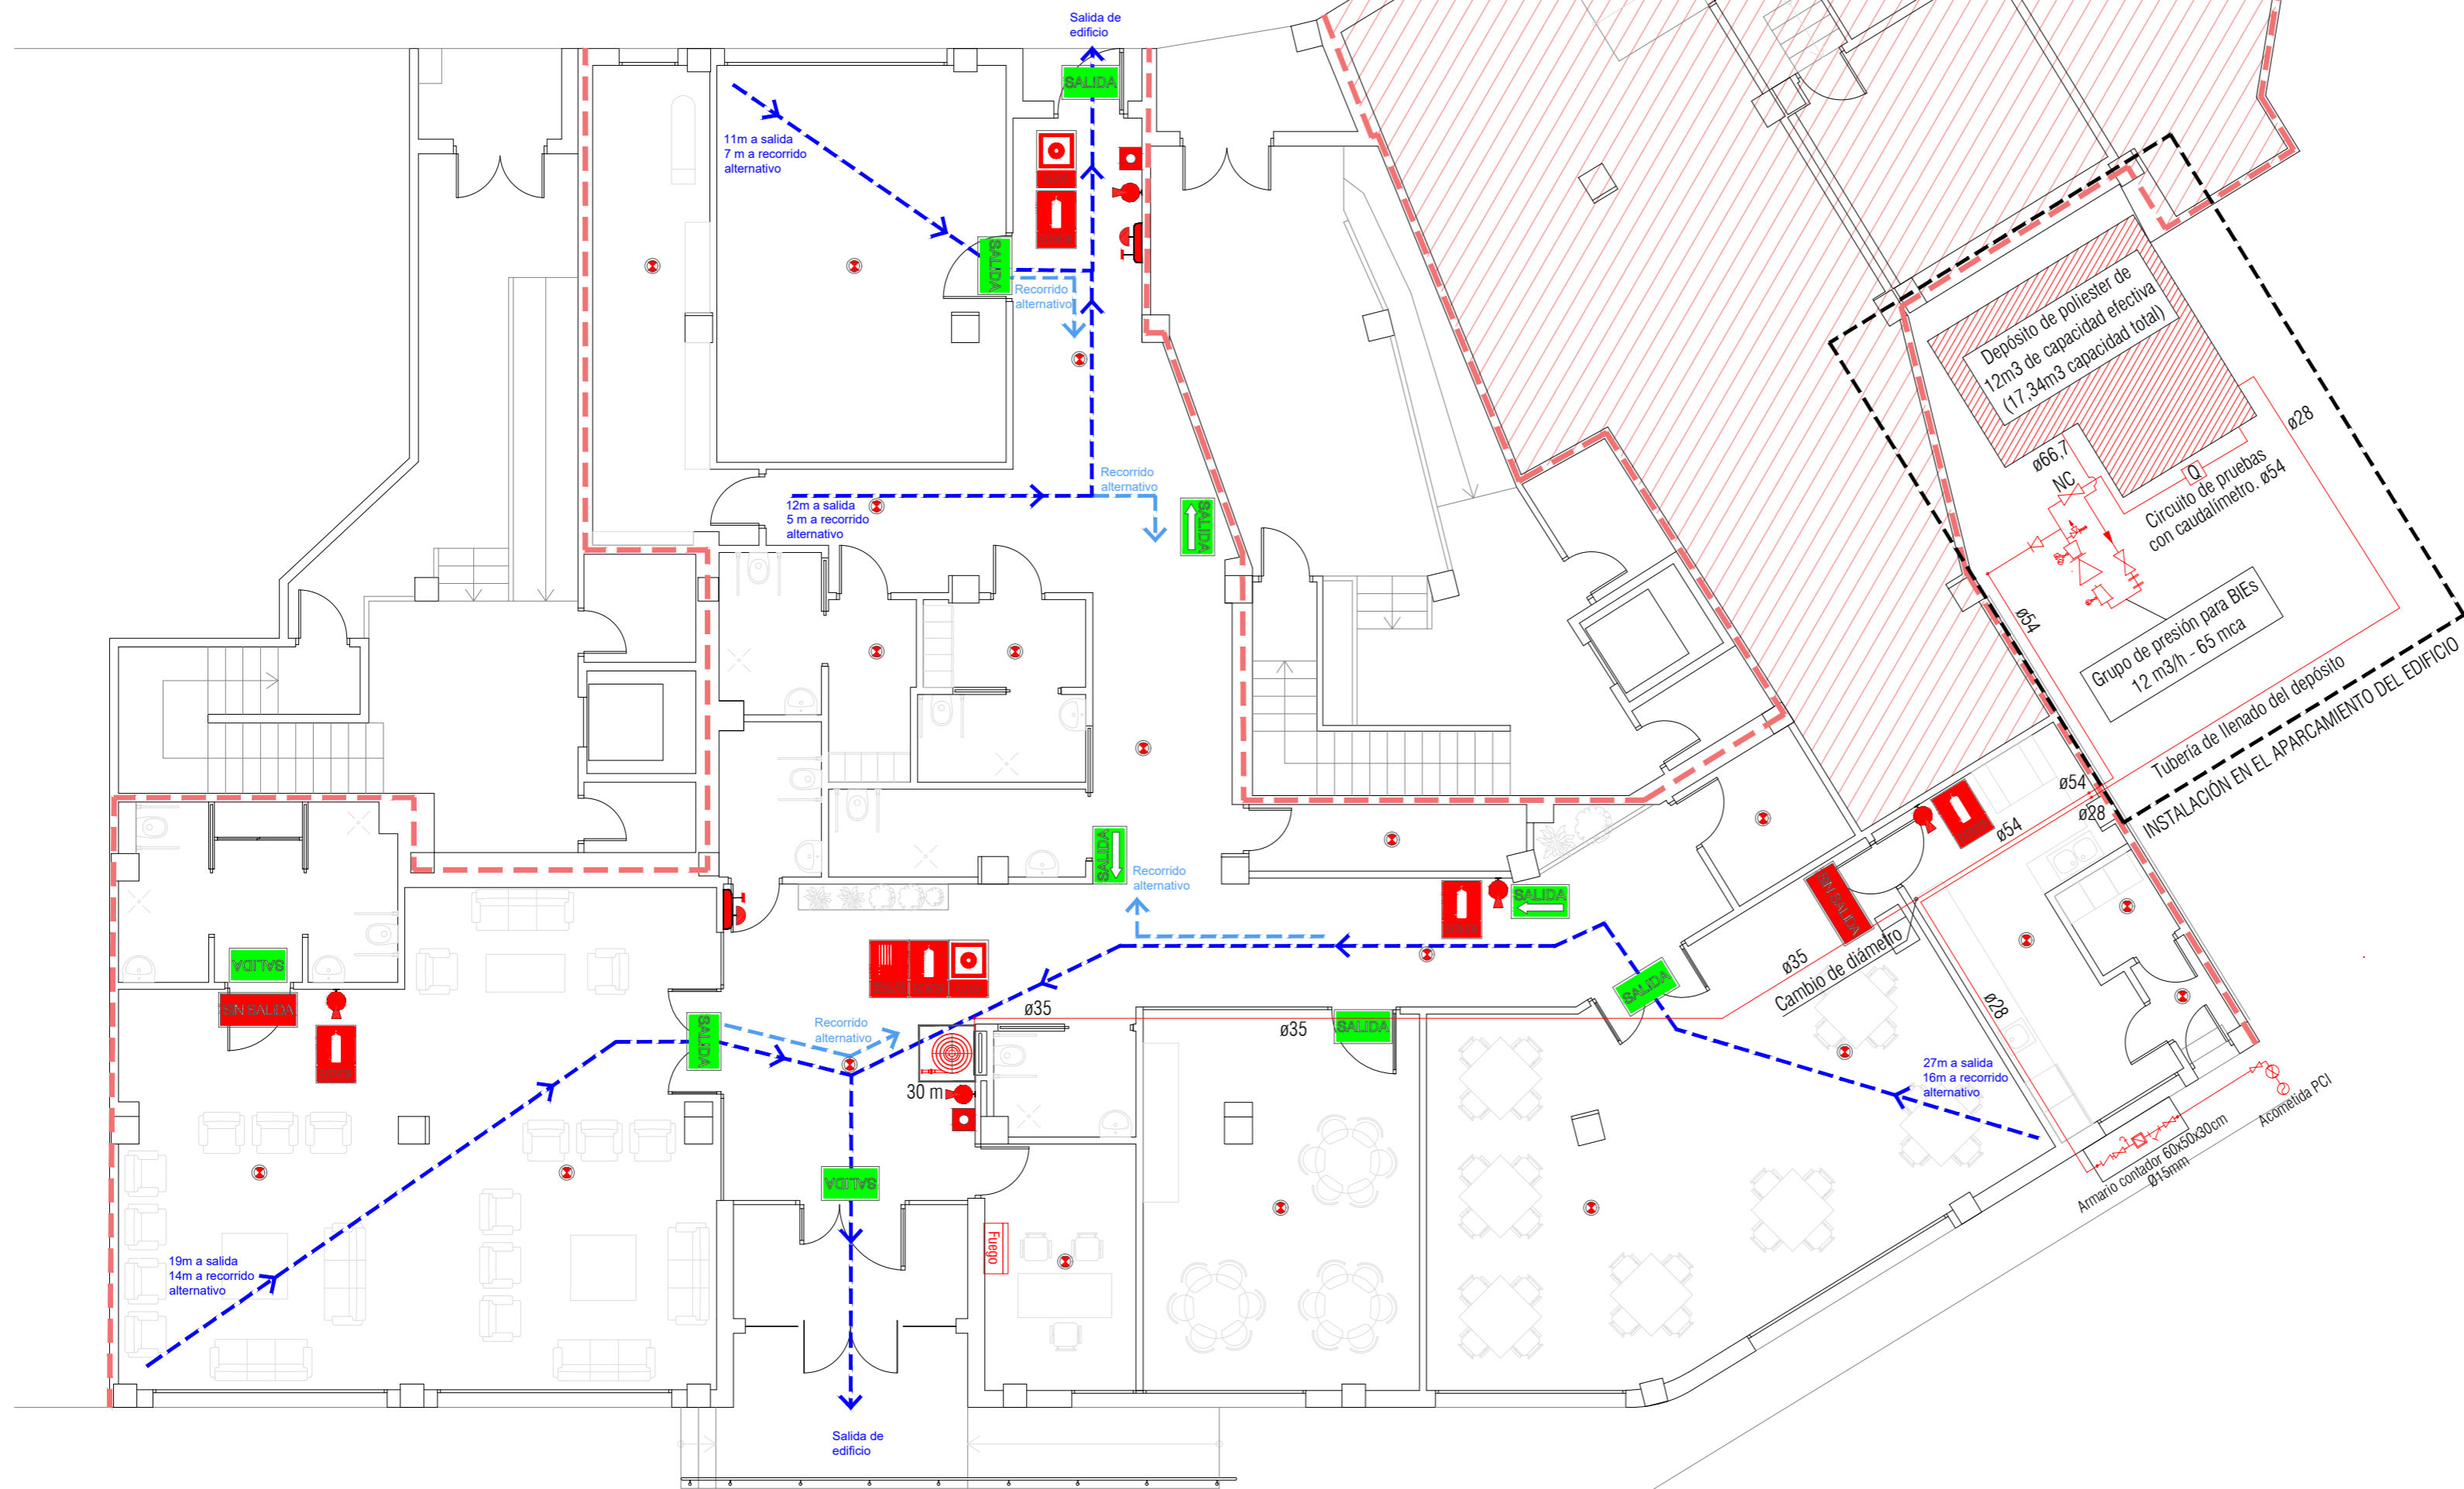 Salida de
edificio
SALIDA
11m a salida
7 m a recorrido
alternativo
SALIDA
Recorrido
alternativo
Depósito de poliester de
12m3 de capacidad efectiva
(17,34m3 capacidad total)
ø28
ø66,7
NC
Q
Circuito de pruebas
con caudalímetro. ø54
Recorrido
alternativo
12m a salida
5 m a recorrido
alternativo
SALIDA
ø54
Grupo de presión para BIEs
12 m3/h - 65 mca
Tubería de llenado del depósito
INSTALACIÓN EN EL APARCAMIENTO DEL EDIFICIO
ø54
ø28
ø54
SALIDA
Recorrido
alternativo
SALIDA
SIN SALIDA
ø35
Cambio de diámetro
SALIDA
SIN SALIDA
SALIDA
ø28
SALIDA
Recorrido
alternativo
ø35
ø35
SALIDA
30 m
27m a salida
16m a recorrido
alternativo
Acometida PCI
Armario contador 60x50x30cm
Ø15mm
SALIDA
Fuego
19m a salida
14m a recorrido
alternativo
Salida de
edificio